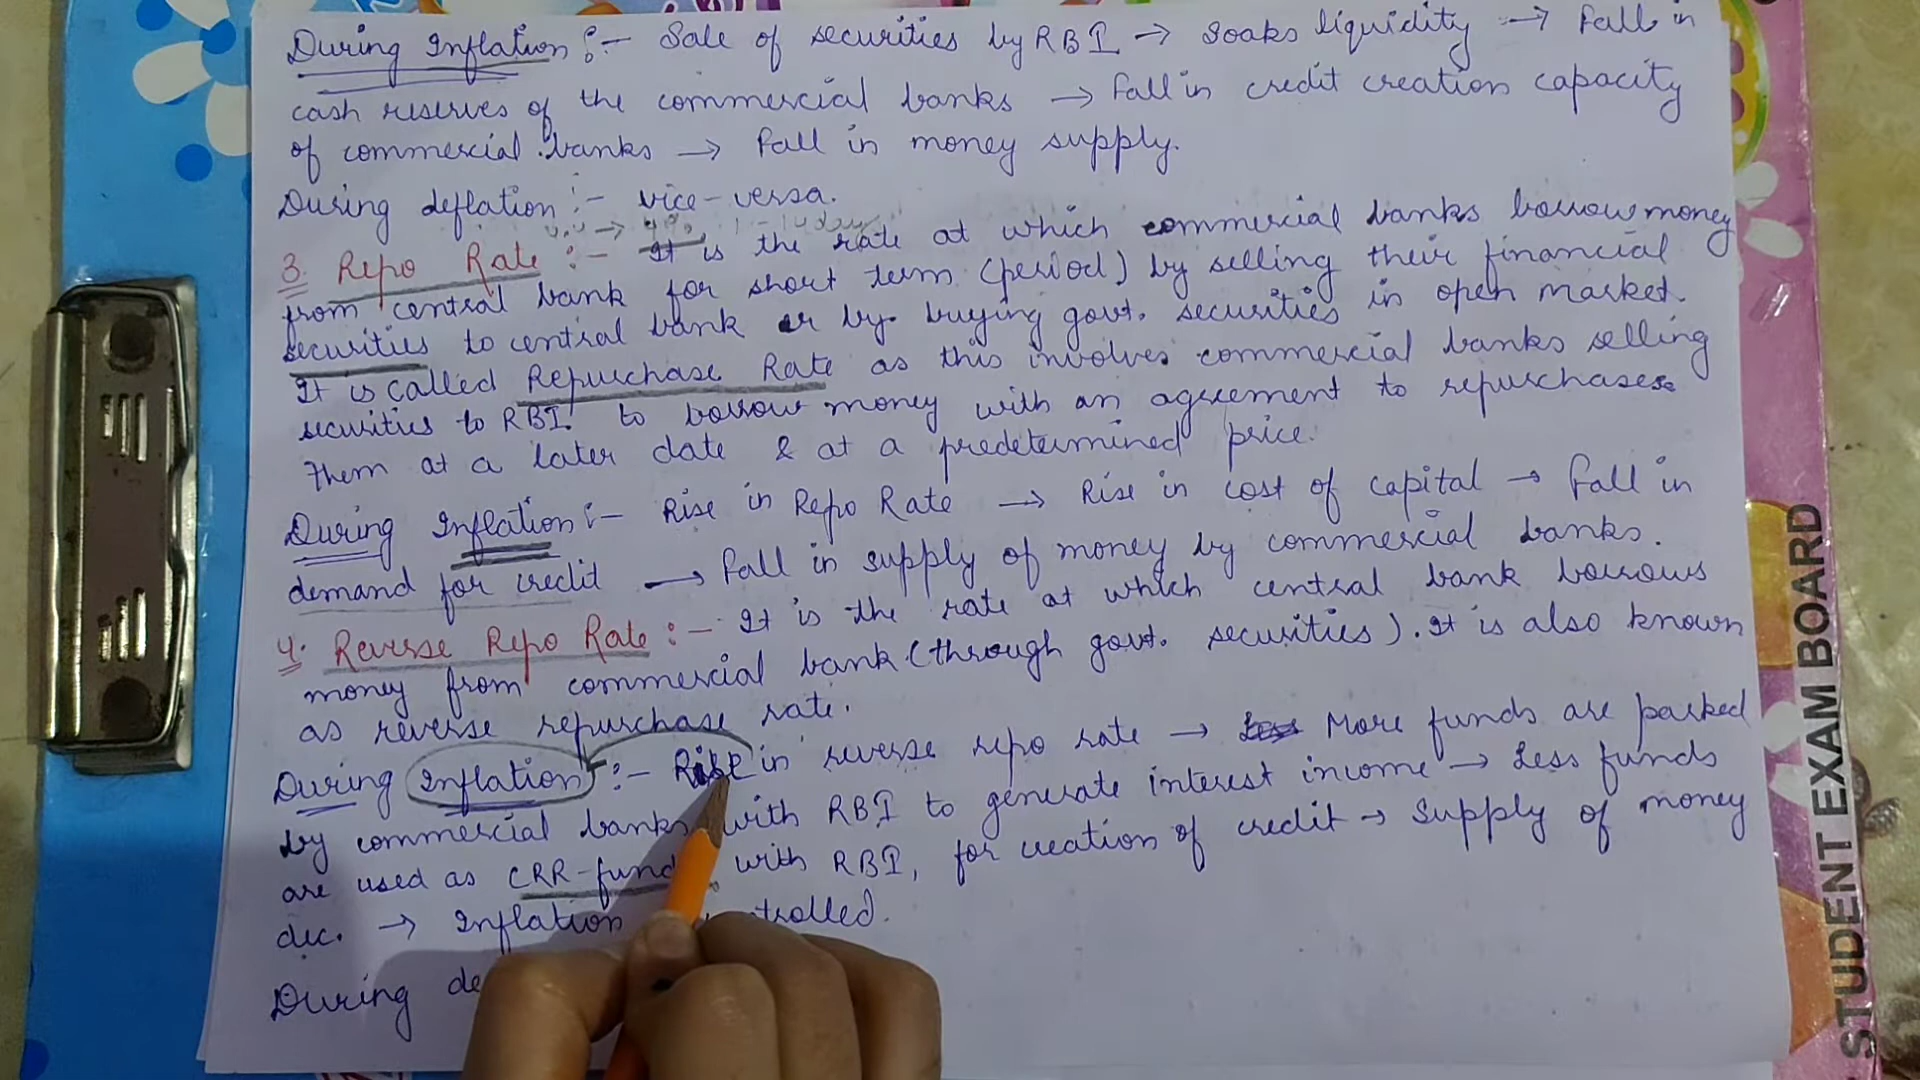 During Inflation :- Sale of securities by RBI → Soaks liquidity → Fall in
cash reserves of the commercial banks → Fall in credit creation capacity
of commercial banks → Fall in money supply.
During deflation :- vice-versa.
3. Repo Rate :- It is the rate at which commercial banks borrow money
from central bank for short term (period) by selling their financial
securities to central bank or by buying govt. securities in open market.
It is called Repurchase Rate as this involves commercial banks selling
securities to RBI to borrow money with an agreement to repurchases
them at a later date & at a predetermined price.
During Inflation :- Rise in Repo Rate → Rise in cost of capital → Fall in
demand for credit → Fall in supply of money by commercial banks.
4. Reverse Repo Rate :- It is the rate at which central bank borrows
money from commercial bank (through govt. securities). It is also known
as reverse repurchase rate.
During Inflation :- Rise in reverse repo rate → More funds are parked
by commercial banks with RBI to generate interest income → Less funds
are used as CRR-fund with RBI, for creation of credit → Supply of money
dec. → Inflation trolled.
During de
STUDENT EXAM BOARD